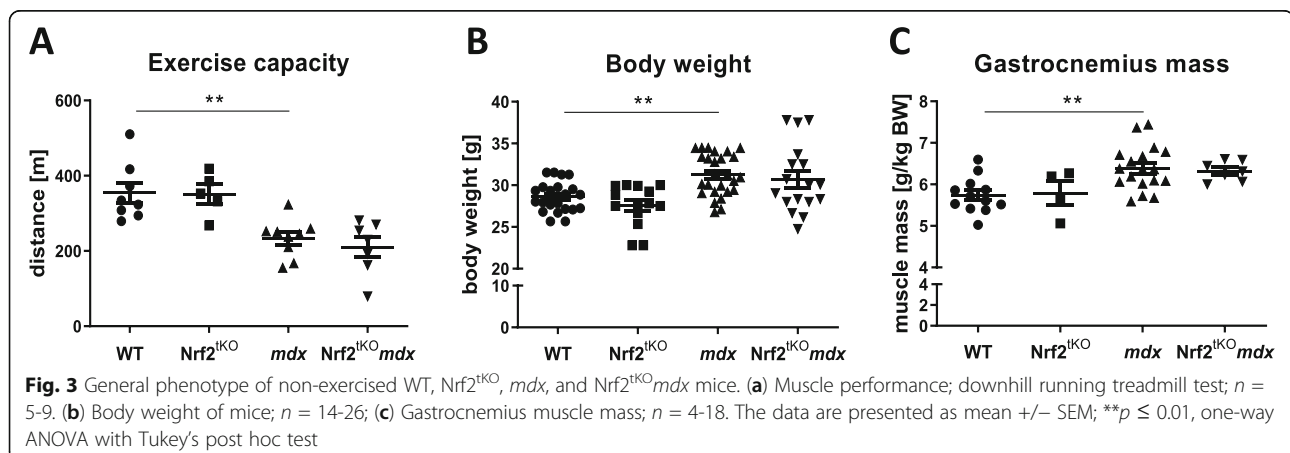 A
Exercise capacity
**
600
400
200
0
distance [m]
WT
Nrf2tKO
mdx
Nrf2tKOmdx
B
Body weight
**
40
35
30
25
20
10
0
body weight [g]
WT
Nrf2tKO
mdx
Nrf2tKOmdx
C
Gastrocnemius mass
**
8
7
6
5
4
4
2
0
muscle mass [g/kg BW]
WT
Nrf2tKO
mdx
Nrf2tKOmdx
Fig. 3 General phenotype of non-exercised WT, Nrf2tKO, mdx, and Nrf2tKOmdx mice. (a) Muscle performance; downhill running treadmill test; n =
5-9. (b) Body weight of mice; n = 14-26; (c) Gastrocnemius muscle mass; n = 4-18. The data are presented as mean +/− SEM; **p ≤ 0.01, one-way
ANOVA with Tukey’s post hoc test